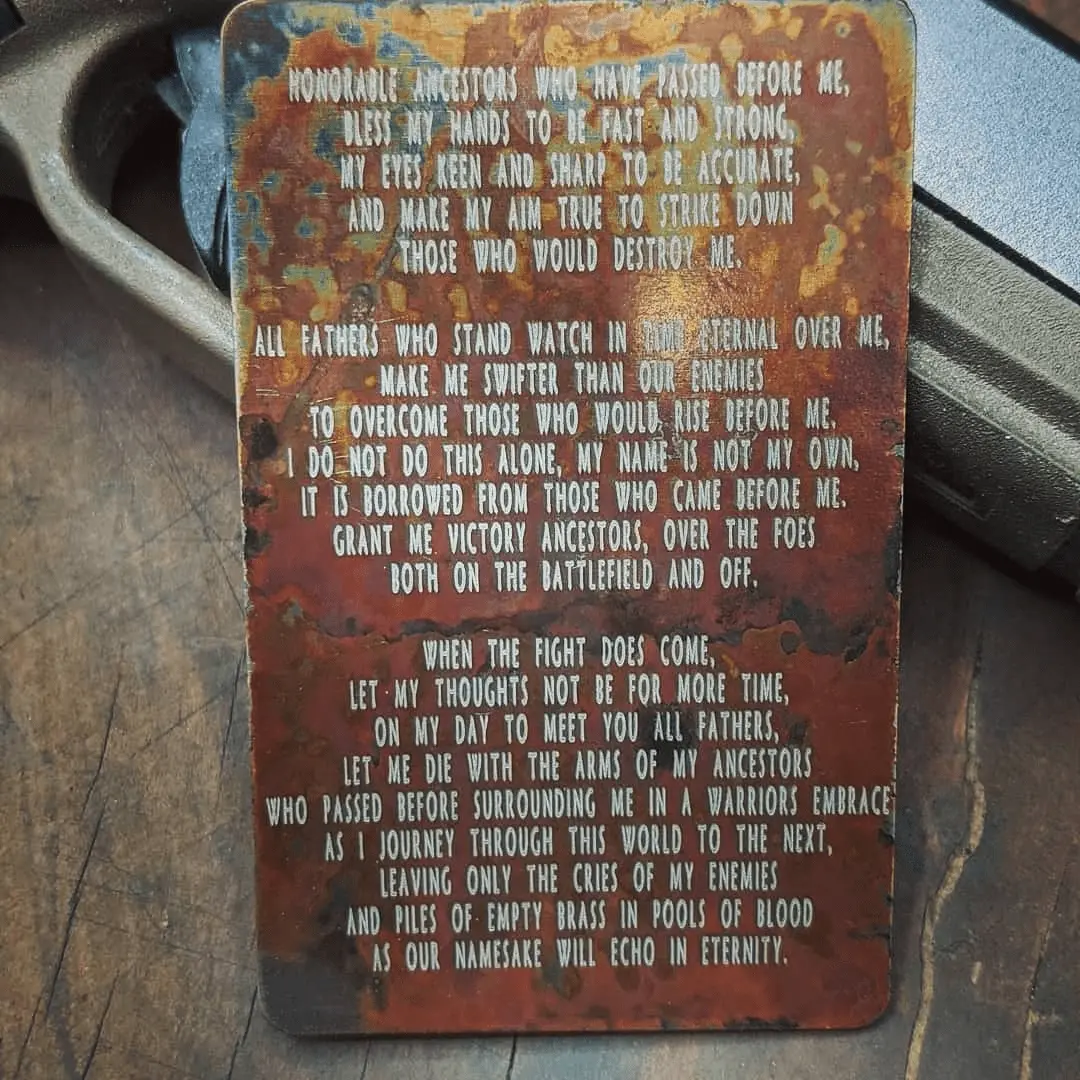 HONORABLE ANCESTORS WHO HAVE PASSED BEFORE ME,
BLESS MY HANDS TO BE FAST AND STRONG,
MY EYES KEEN AND SHARP TO BE ACCURATE,
AND MAKE MY AIM TRUE TO STRIKE DOWN
THOSE WHO WOULD DESTROY ME.
ALL FATHERS WHO STAND WATCH IN TIME ETERNAL OVER ME,
MAKE ME SWIFTER THAN OUR ENEMIES
TO OVERCOME THOSE WHO WOULD RISE BEFORE ME.
I DO NOT DO THIS ALONE, MY NAME IS NOT MY OWN,
IT IS BORROWED FROM THOSE WHO CAME BEFORE ME.
GRANT ME VICTORY ANCESTORS, OVER THE FOES
BOTH ON THE BATTLEFIELD AND OFF.
WHEN THE FIGHT DOES COME,
LET MY THOUGHTS NOT BE FOR MORE TIME,
ON MY DAY TO MEET YOU ALL FATHERS,
LET ME DIE WITH THE ARMS OF MY ANCESTORS
WHO PASSED BEFORE SURROUNDING ME IN A WARRIORS EMBRACE
AS I JOURNEY THROUGH THIS WORLD TO THE NEXT,
LEAVING ONLY THE CRIES OF MY ENEMIES
AND PILES OF EMPTY BRASS IN POOLS OF BLOOD
AS OUR NAMESAKE WILL ECHO IN ETERNITY.